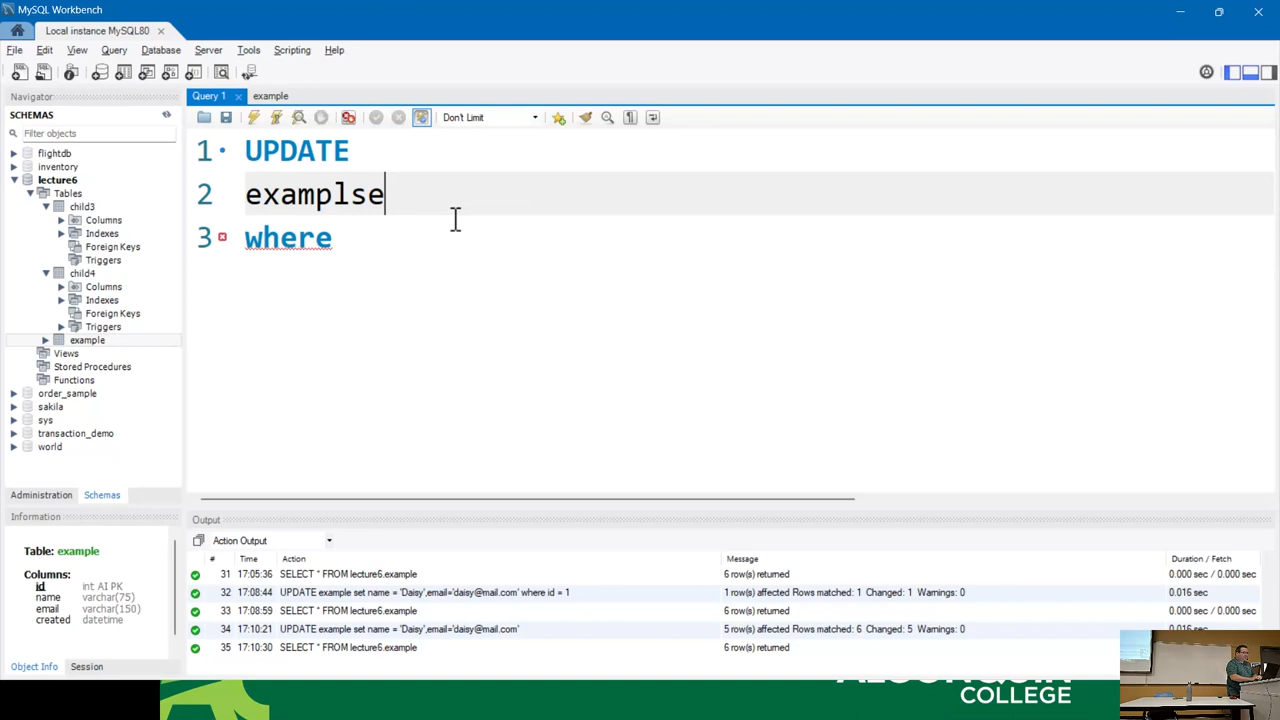 MySQL Workbench
Local instance MySQL80
File Edit View Query Database Server Tools Scripting Help
Navigator
SCHEMAS
Filter objects
flightdb
inventory
lecture6
Tables
child3
Columns
Indexes
Foreign Keys
Triggers
child4
Columns
Indexes
Foreign Keys
Triggers
example
Views
Stored Procedures
Functions
order_sample
sakila
sys
transaction_demo
world
Administration Schemas
Information
Table: example
Columns:
id int AI PK
name varchar(75)
email varchar(150)
created datetime
Object Info Session
Query 1 example
Don't Limit
1 UPDATE
2 examplse
3 where
Output
Action Output
# Time Action Message Duration / Fetch
31 17:05:36 SELECT * FROM lecture6.example 6 row(s) returned 0.000 sec / 0.000 sec
32 17:08:44 UPDATE example set name = 'Daisy',email='daisy@mail.com' where id = 1 1 row(s) affected Rows matched: 1 Changed: 1 Warnings: 0 0.016 sec
33 17:08:59 SELECT * FROM lecture6.example 6 row(s) returned 0.000 sec / 0.000 sec
34 17:10:21 UPDATE example set name = 'Daisy',email='daisy@mail.com' 5 row(s) affected Rows matched: 6 Changed: 5 Warnings: 0 0.016 sec
35 17:10:30 SELECT * FROM lecture6.example 6 row(s) returned
COLLEGE